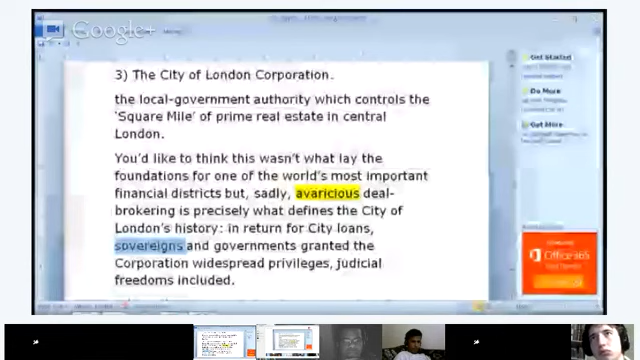 Google+
3) The City of London Corporation.
the local-government authority which controls the
'Square Mile' of prime real estate in central
London.
You'd like to think this wasn't what lay the
foundations for one of the world's most important
financial districts but, sadly, avaricious deal-
brokering is precisely what defines the City of
London's history: in return for City loans,
sovereigns and governments granted the
Corporation widespread privileges, judicial
freedoms included.
Get Started
Do More
Get More
Office 365